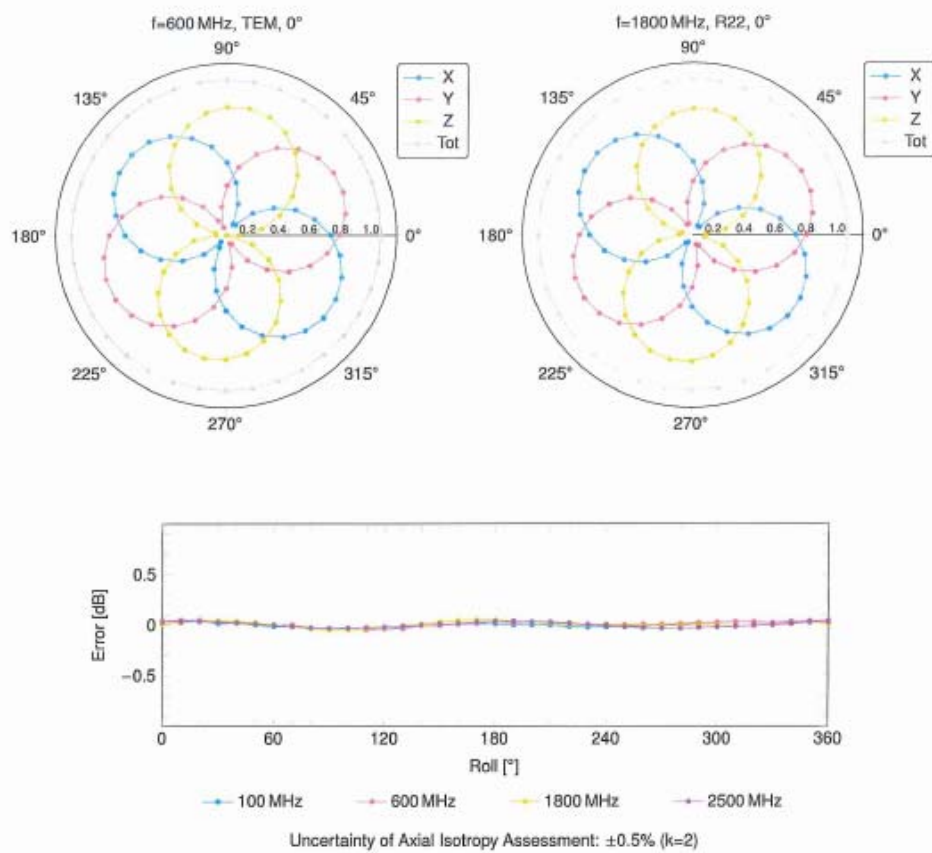 f=600 MHz, TEM, 0°
90°
135°
45°
X
Y
Z
Tot
180°
0.2 0.4 0.6 0.8 1.0
0°
225°
315°
270°
f=1800 MHz, R22, 0°
90°
135°
45°
X
Y
Z
Tot
180°
0.2 0.4 0.6 0.8 1.0
0°
225°
315°
270°
Error [dB]
0.5
0
−0.5
0 60 120 180 240 300 360
Roll [°]
100 MHz 600 MHz 1800 MHz 2500 MHz
Uncertainty of Axial Isotropy Assessment: ±0.5% (k=2)